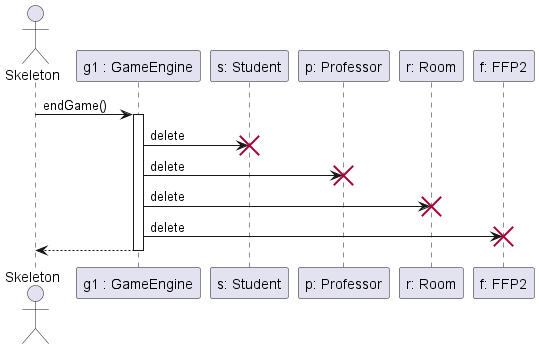 Skeleton
g1 : GameEngine
s: Student
p: Professor
r: Room
f: FFP2
endGame()
delete
delete
delete
delete
Skeleton
g1 : GameEngine
s: Student
p: Professor
r: Room
f: FFP2